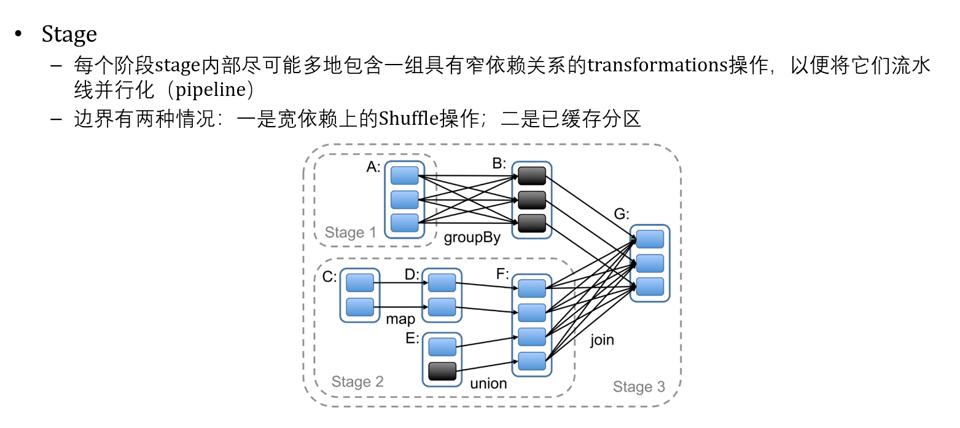 • Stage
– 每个阶段stage内部尽可能多地包含一组具有窄依赖关系的transformations操作，以便将它们流水
线并行化（pipeline）
– 边界有两种情况：一是宽依赖上的Shuffle操作；二是已缓存分区
A:
B:
G:
Stage 1
groupBy
C:
D:
F:
map
E:
join
Stage 2
union
Stage 3